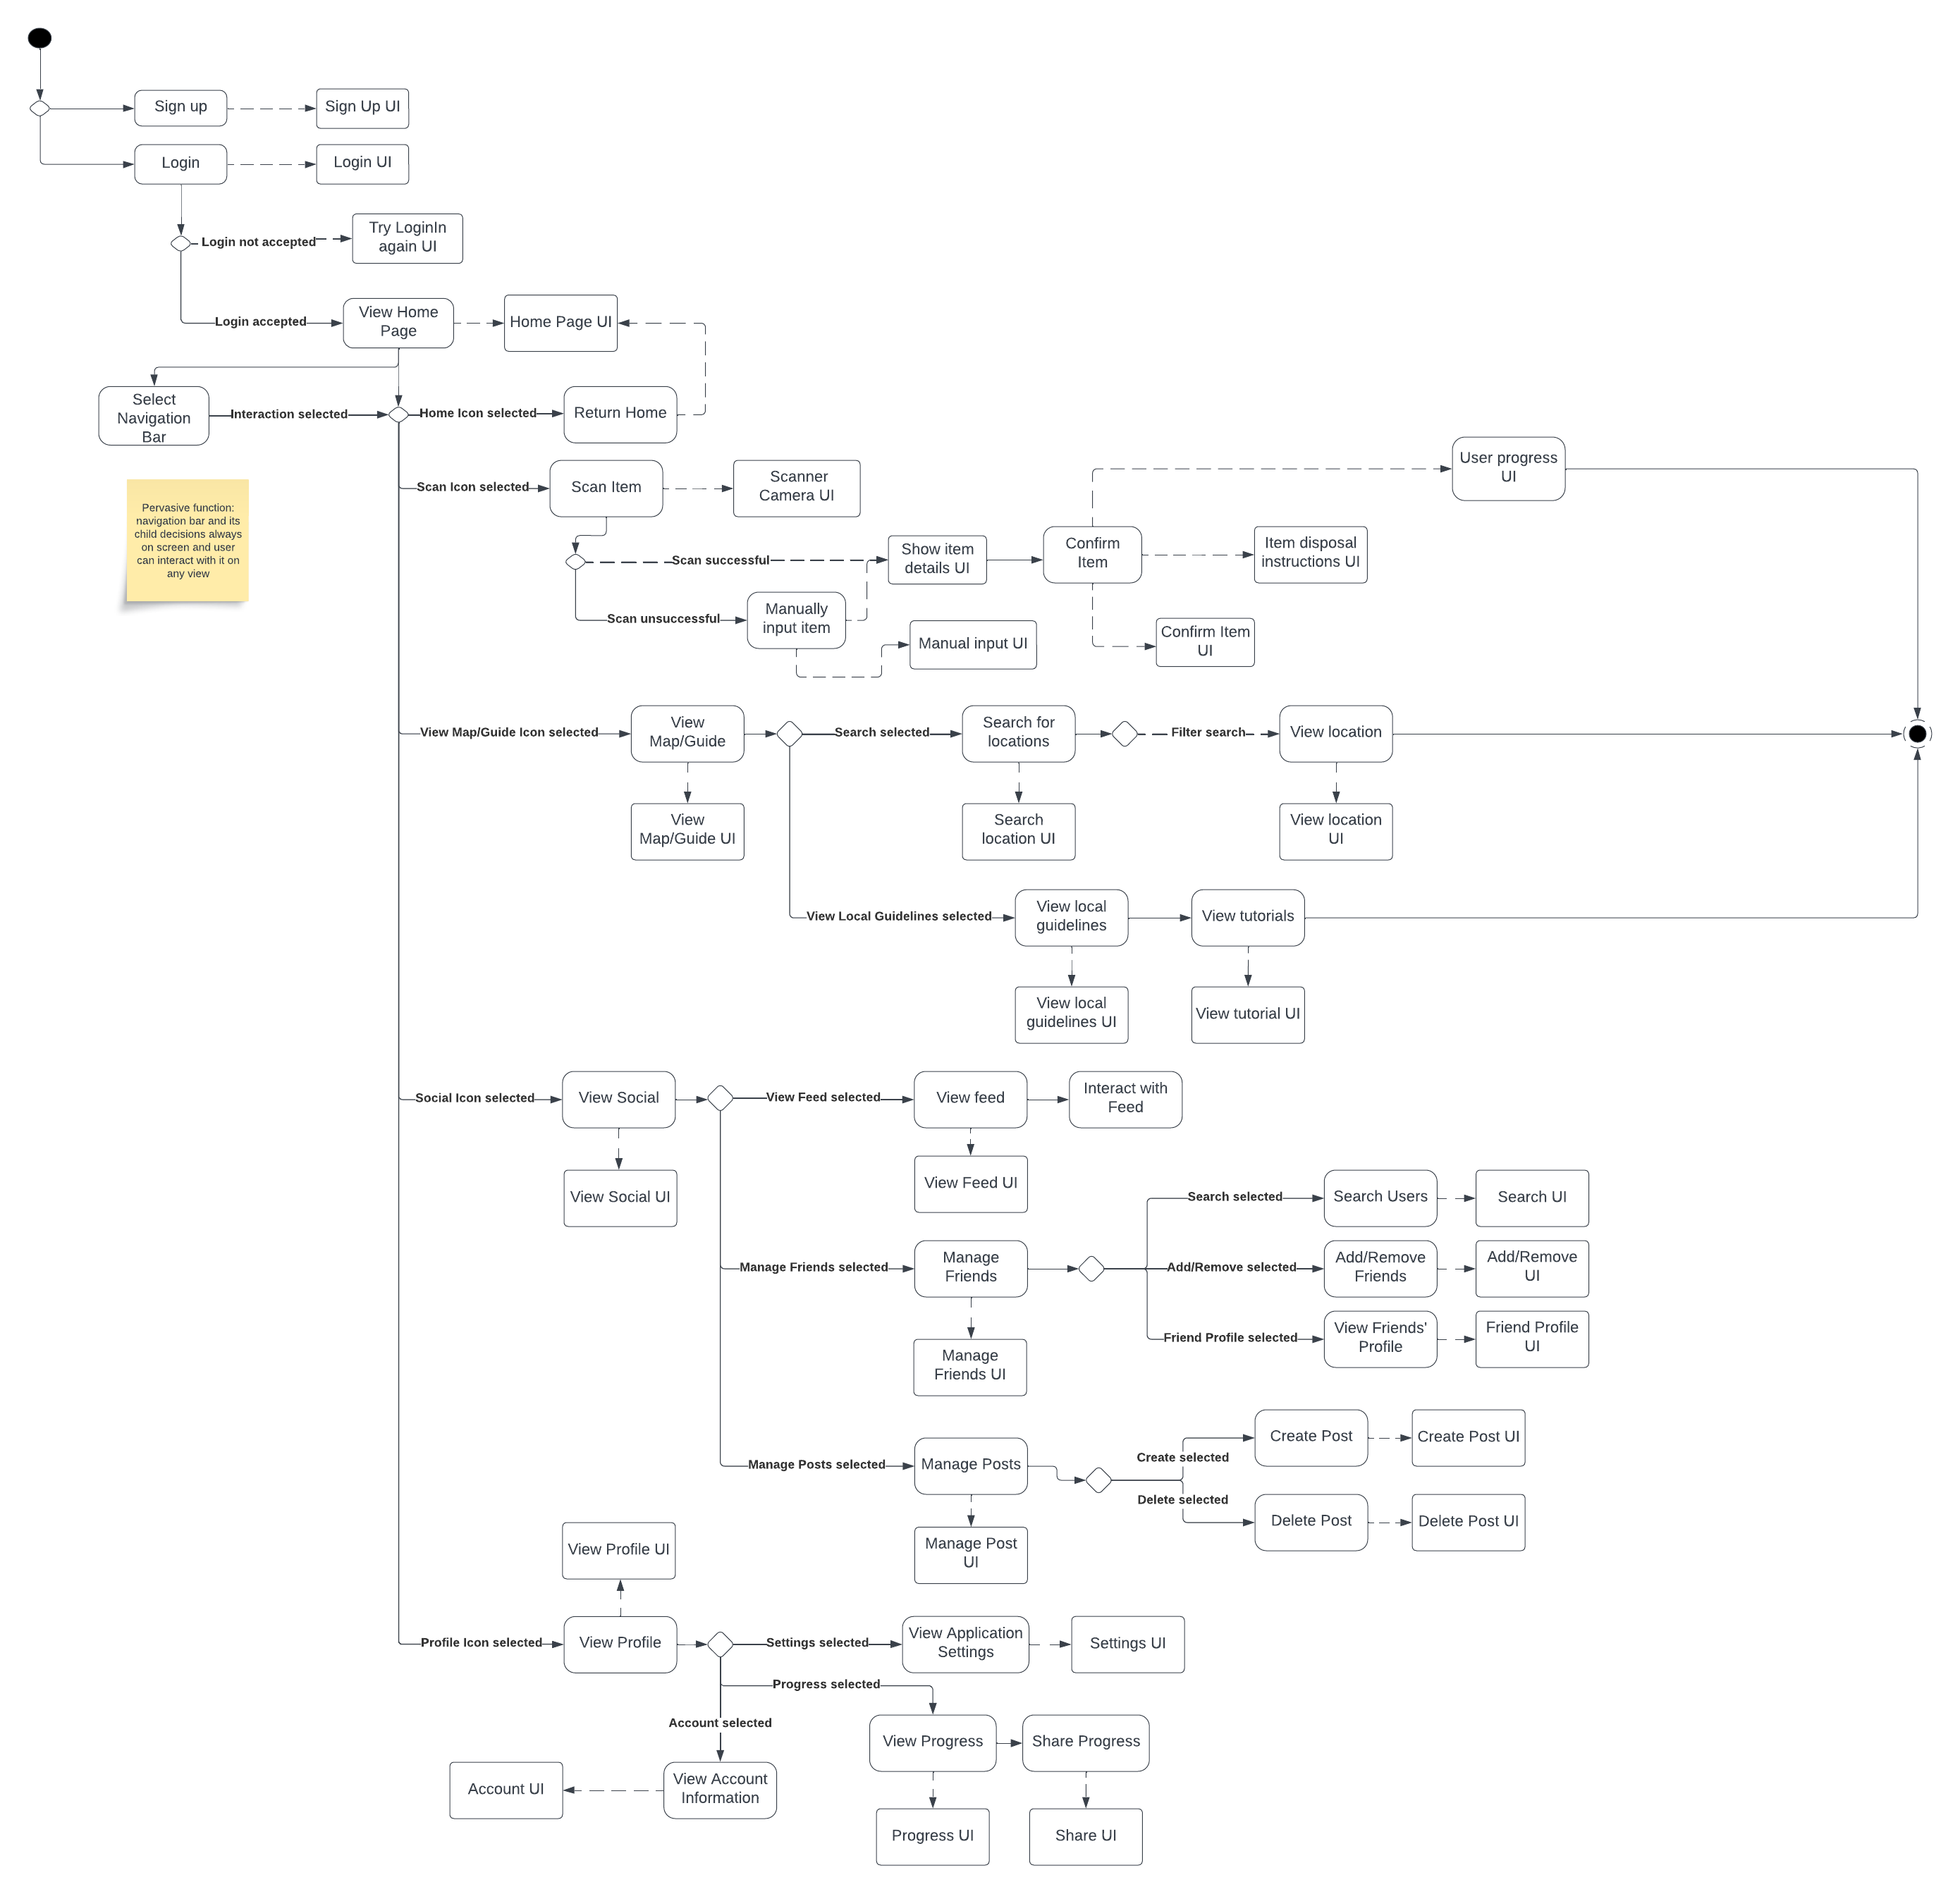 Sign up
Sign Up UI
Login
Login UI
Login not accepted
Try LoginIn
again UI
Login accepted
View Home
Page
Home Page UI
Select
Navigation
Bar
Interaction selected
Home Icon selected
Return Home
Pervasive function:
navigation bar and its
child decisions always
on screen and user
can interact with it on
any view
Scan Icon selected
Scan Item
Scanner
Camera UI
User progress
UI
Scan successful
Show item
details UI
Confirm
Item
Item disposal
instructions UI
Scan unsuccessful
Manually
input item
Manual input UI
Confirm Item
UI
View Map/Guide Icon selected
View
Map/Guide
Search selected
Search for
locations
Filter search
View location
View
Map/Guide UI
Search
location UI
View location
UI
View Local Guidelines selected
View local
guidelines
View tutorials
View local
guidelines UI
View tutorial UI
Social Icon selected
View Social
View Feed selected
View feed
Interact with
Feed
View Social UI
View Feed UI
Search selected
Search Users
Search UI
Manage Friends selected
Manage
Friends
Add/Remove selected
Add/Remove
Friends
Add/Remove
UI
Friend Profile selected
View Friends'
Profile
Friend Profile
UI
Manage
Friends UI
Manage Posts selected
Manage Posts
Create selected
Create Post
Create Post UI
Delete selected
Delete Post
Delete Post UI
Manage Post
UI
View Profile UI
Profile Icon selected
View Profile
Settings selected
View Application
Settings
Settings UI
Progress selected
Account selected
View Progress
Share Progress
Account UI
View Account
Information
Progress UI
Share UI